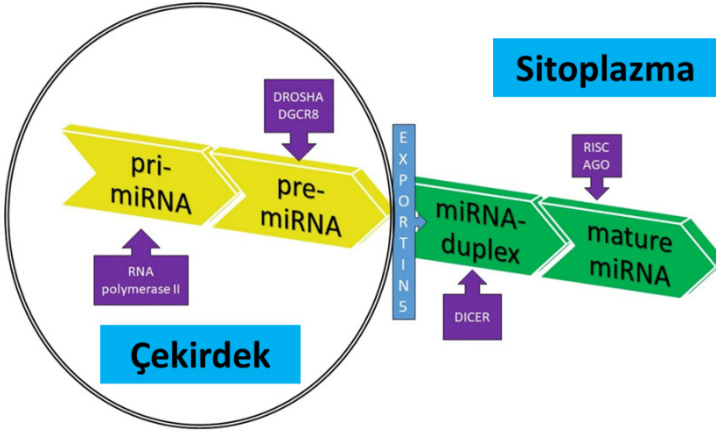 Sitoplazma
DROSHA
DGCR8
RISC
AGO
pri-
miRNA
pre-
miRNA
EXPORTIN5
miRNA-
duplex
mature
miRNA
RNA
polymerase II
DICER
Çekirdek